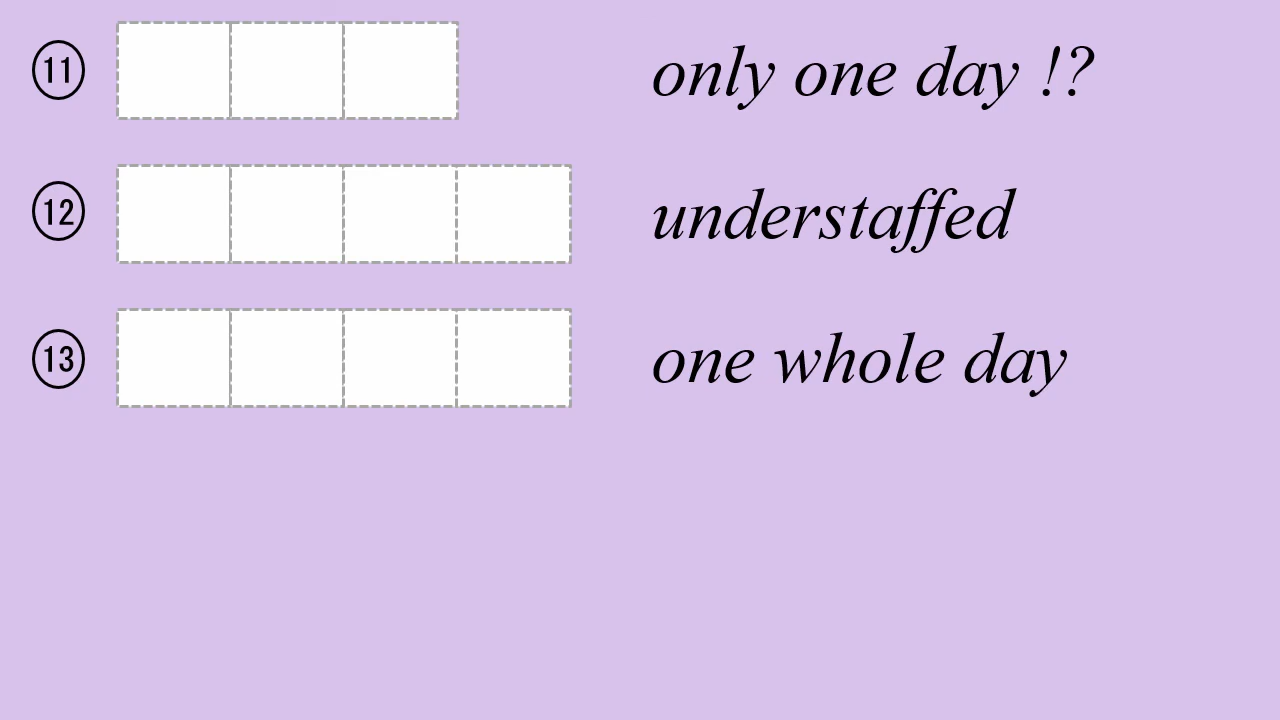 ⑪ only one day !?
⑫ understaffed
⑬ one whole day